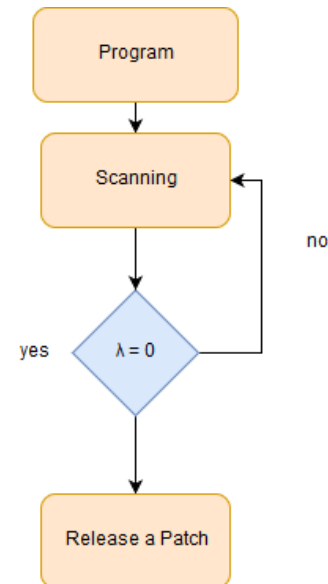 Program
Scanning
no
yes
λ = 0
Release a Patch